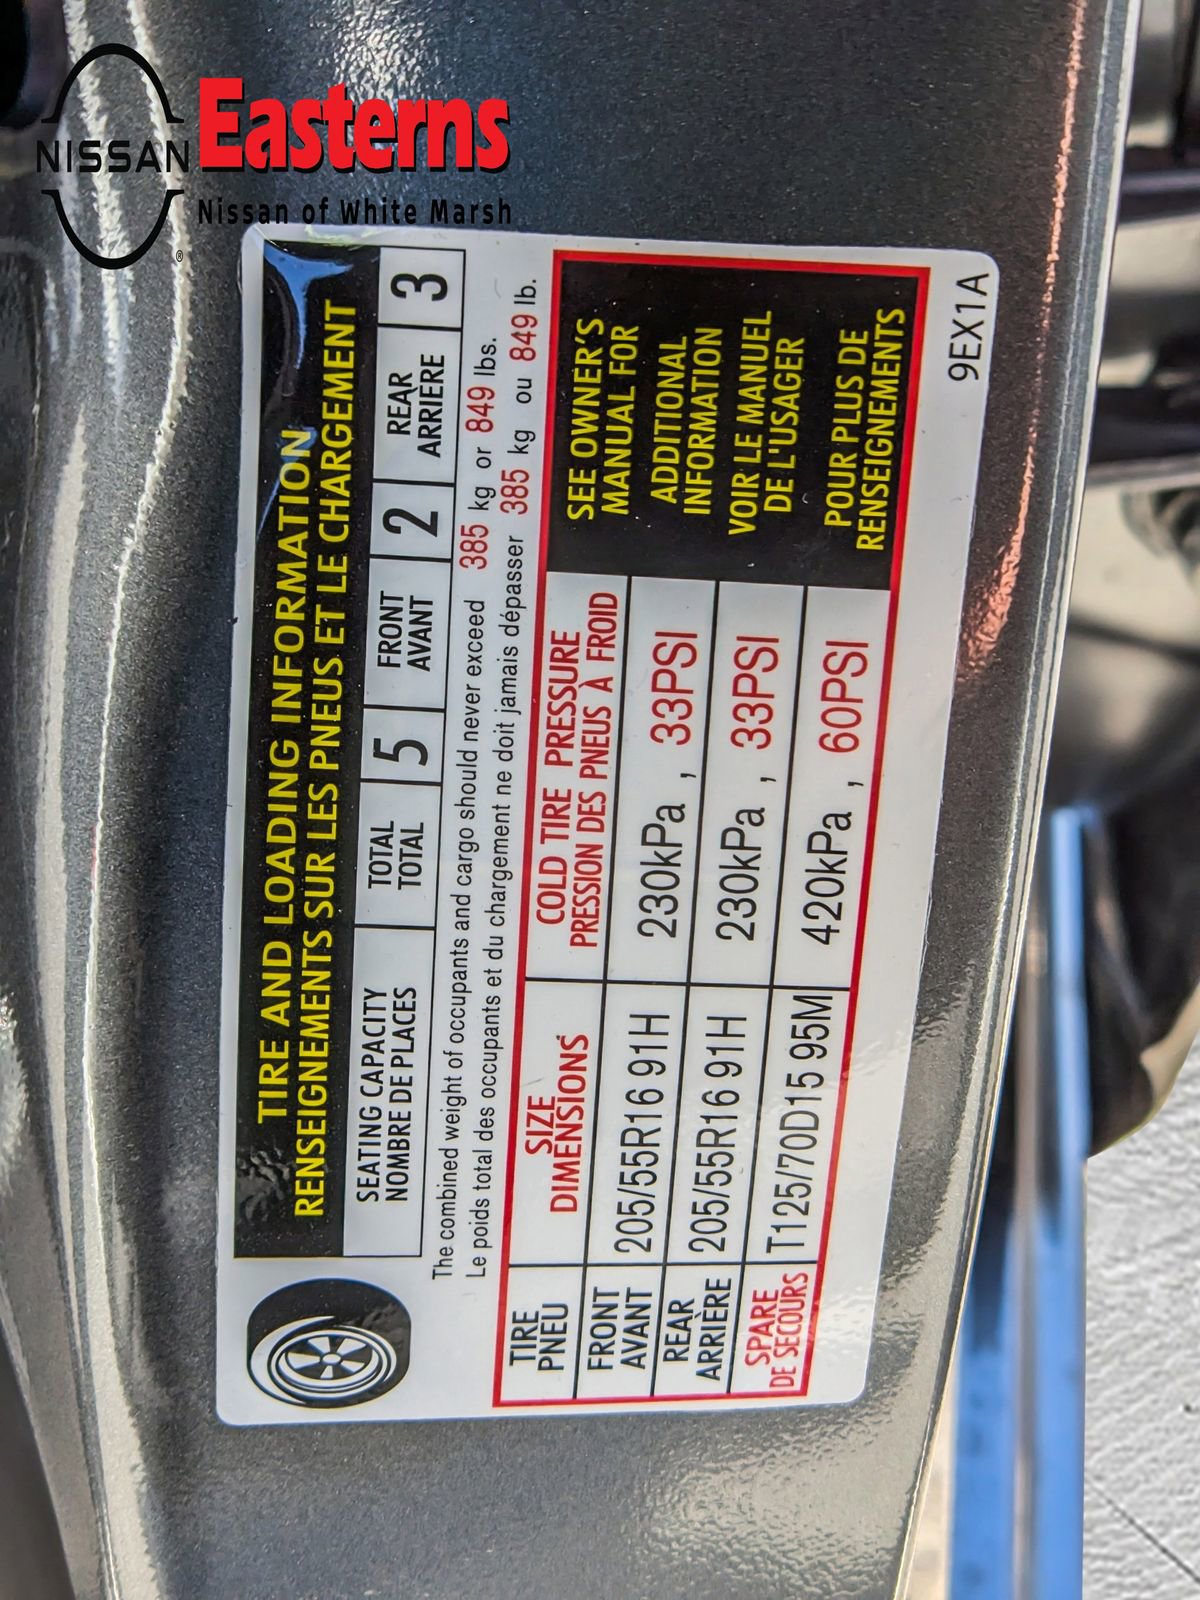 NISSAN
®
Easterns
Nissan of White Marsh
TIRE AND LOADING INFORMATION
RENSEIGNEMENTS SUR LES PNEUS ET LE CHARGEMENT
SEATING CAPACITY
NOMBRE DE PLACES
TOTAL
TOTAL
5
FRONT
AVANT
2
REAR
ARRIÈRE
3
The combined weight of occupants and cargo should never exceed 385 kg or 849 lbs.
Le poids total des occupants et du chargement ne doit jamais dépasser 385 kg ou 849 lb.
TIRE
PNEU
SIZE
DIMENSIONS
COLD TIRE PRESSURE
PRESSION DES PNEUS À FROID
FRONT
AVANT
205/55R16 91H
230kPa , 33PSI
REAR
ARRIÈRE
205/55R16 91H
230kPa , 33PSI
SPARE
DE SECOURS
T125/70D15 95M
420kPa , 60PSI
SEE OWNER'S
MANUAL FOR
ADDITIONAL
INFORMATION
VOIR LE MANUEL
DE L'USAGER
POUR PLUS DE
RENSEIGNEMENTS
9EX1A